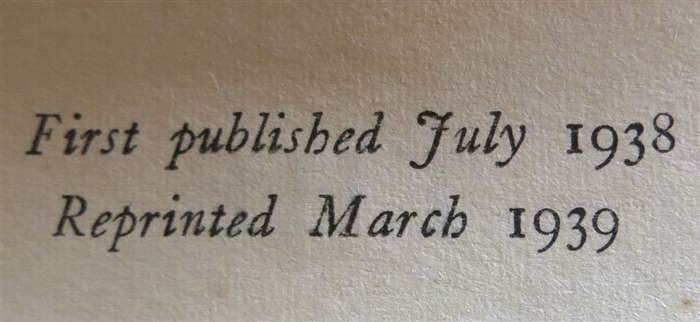 First published July 1938
Reprinted March 1939